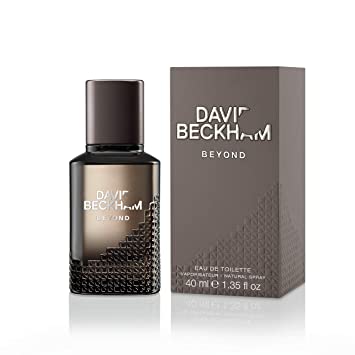 DAVID
BECKHAM
BEYOND
DAVID
BECKHAM
BEYOND
EAU DE TOILETTE
VAPORISATEUR - NATURAL SPRAY
40 ml ℮ 1.35 fl oz